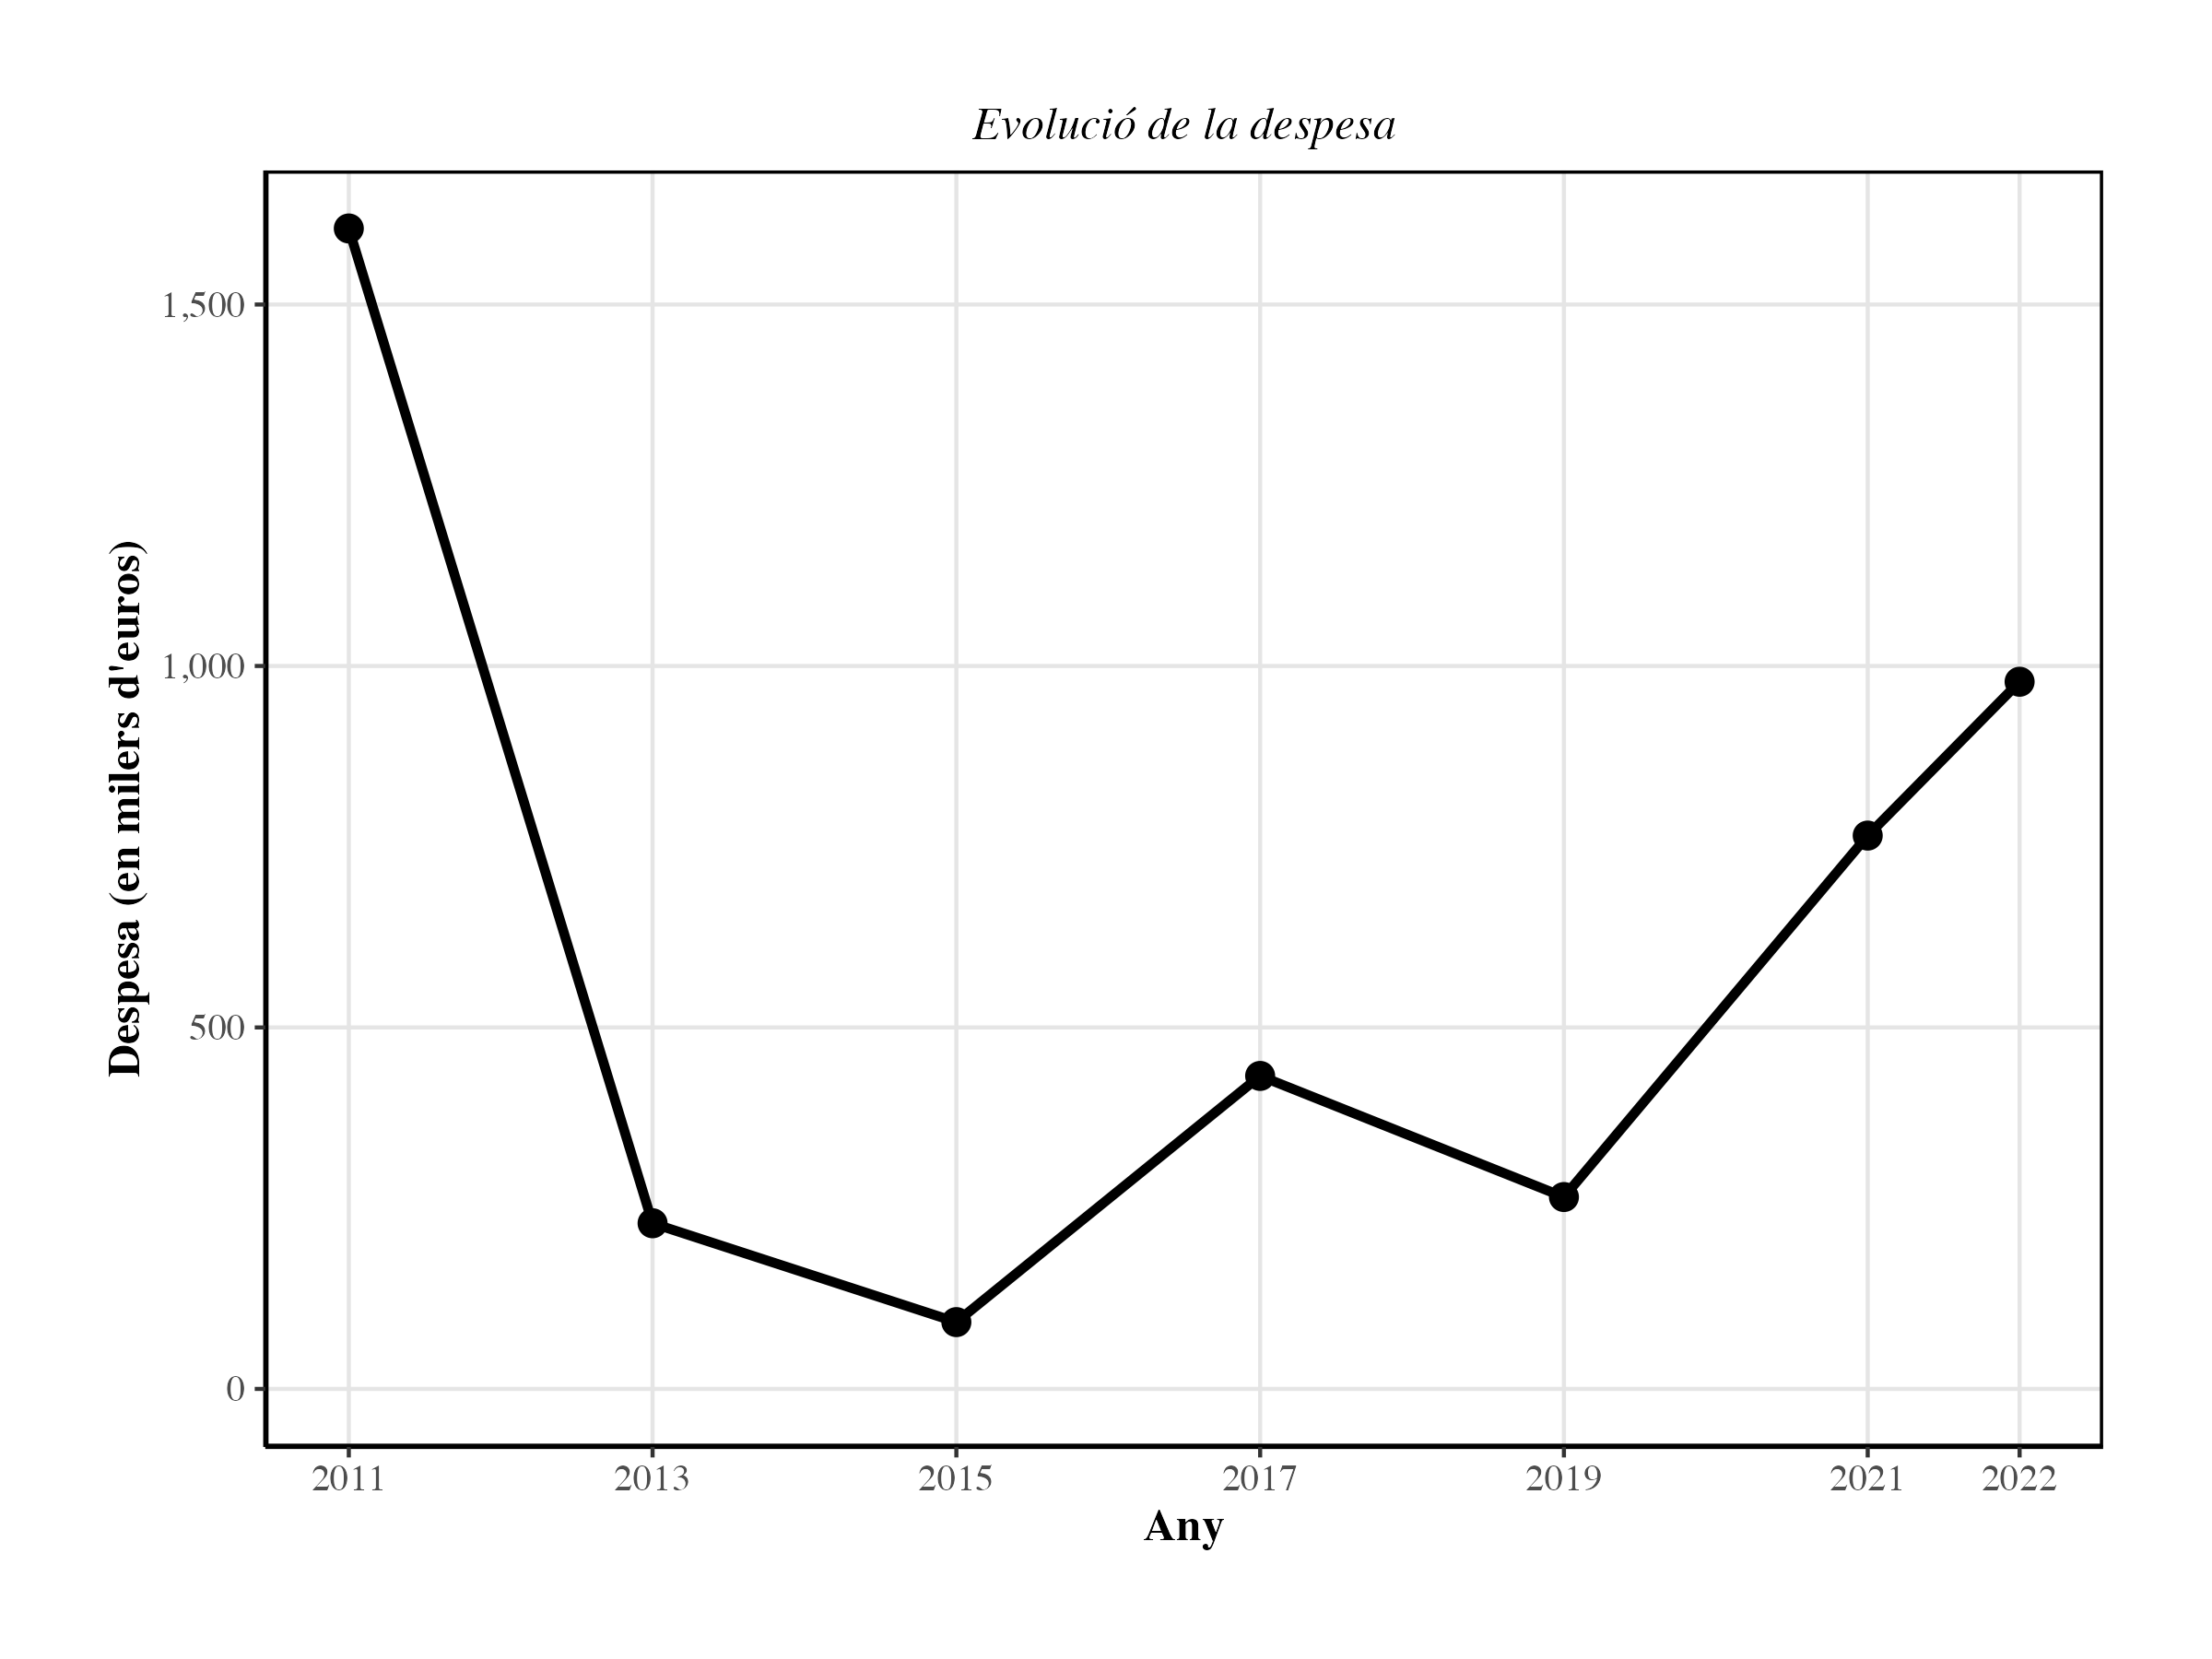 Evolució de la despesa
Despesa (en milers d'euros)
1,500
1,000
500
0
2011 2013 2015 2017 2019 2021 2022
Any